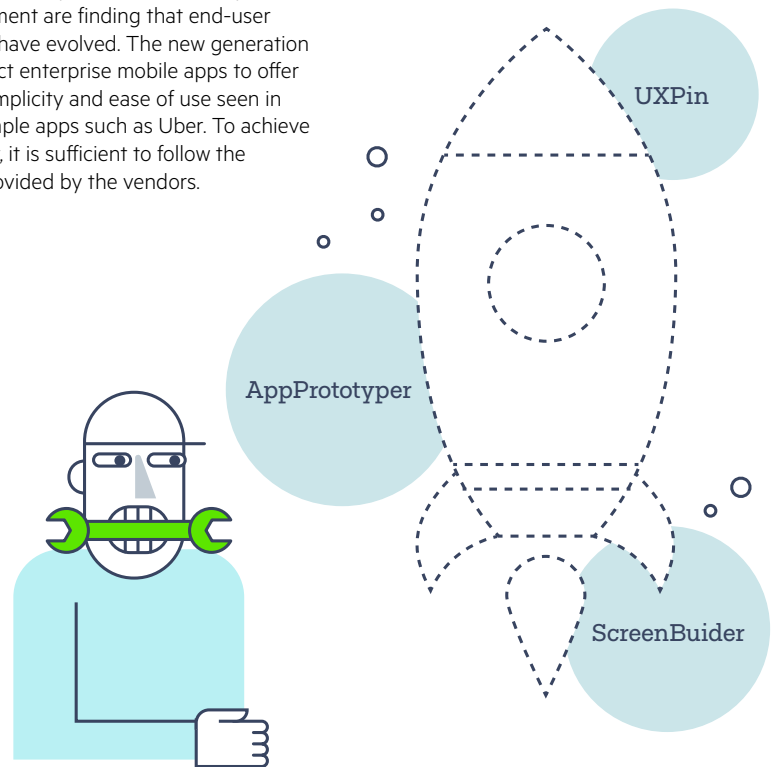 ment are finding that end-user
have evolved. The new generation
ct enterprise mobile apps to offer
mplicity and ease of use seen in
ple apps such as Uber. To achieve
, it is sufficient to follow the
ovided by the vendors.
UXPin
AppPrototyper
ScreenBuider